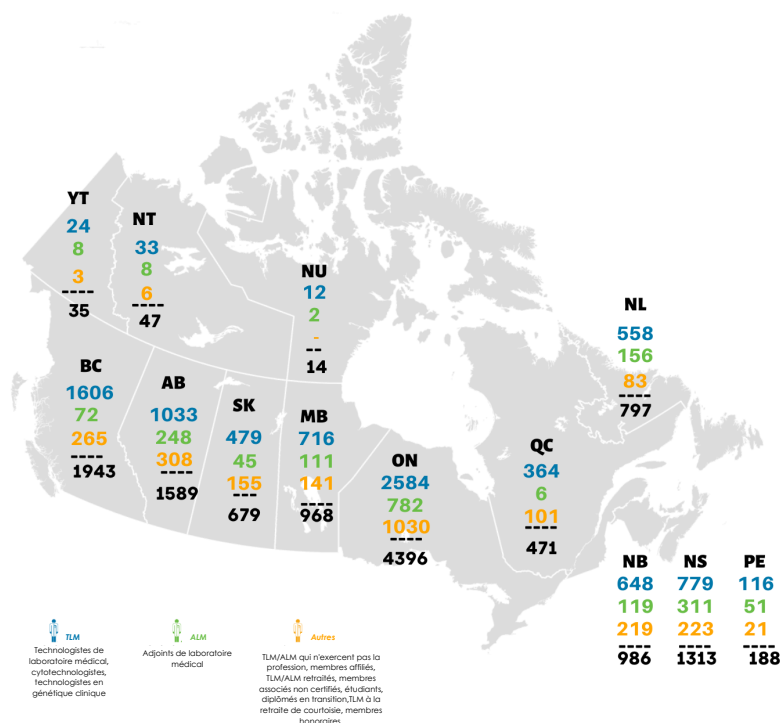 YT
24
8
3
----
35
NT
33
8
6
----
47
NU
12
2
-
--
14
NL
558
156
83
----
797
BC
1606
72
265
----
1943
AB
1033
248
308
----
1589
SK
479
45
155
---
679
MB
716
111
141
----
968
ON
2584
782
1030
----
4396
QC
364
6
101
----
471
NB
648
119
219
----
986
NS
779
311
223
----
1313
PE
116
51
21
----
188
TLM
Technologistes de
laboratoire médical,
cytotechnologistes,
technologistes en
génétique clinique
ALM
Adjoints de laboratoire
médical
Autres
TLM/ALM qui n'exercent pas la
profession, membres affiliés,
TLM/ALM retraités, membres
associés non certifiés, étudiants,
diplômés en transition,TLM à la
retraite de courtoisie, membres
honoraires